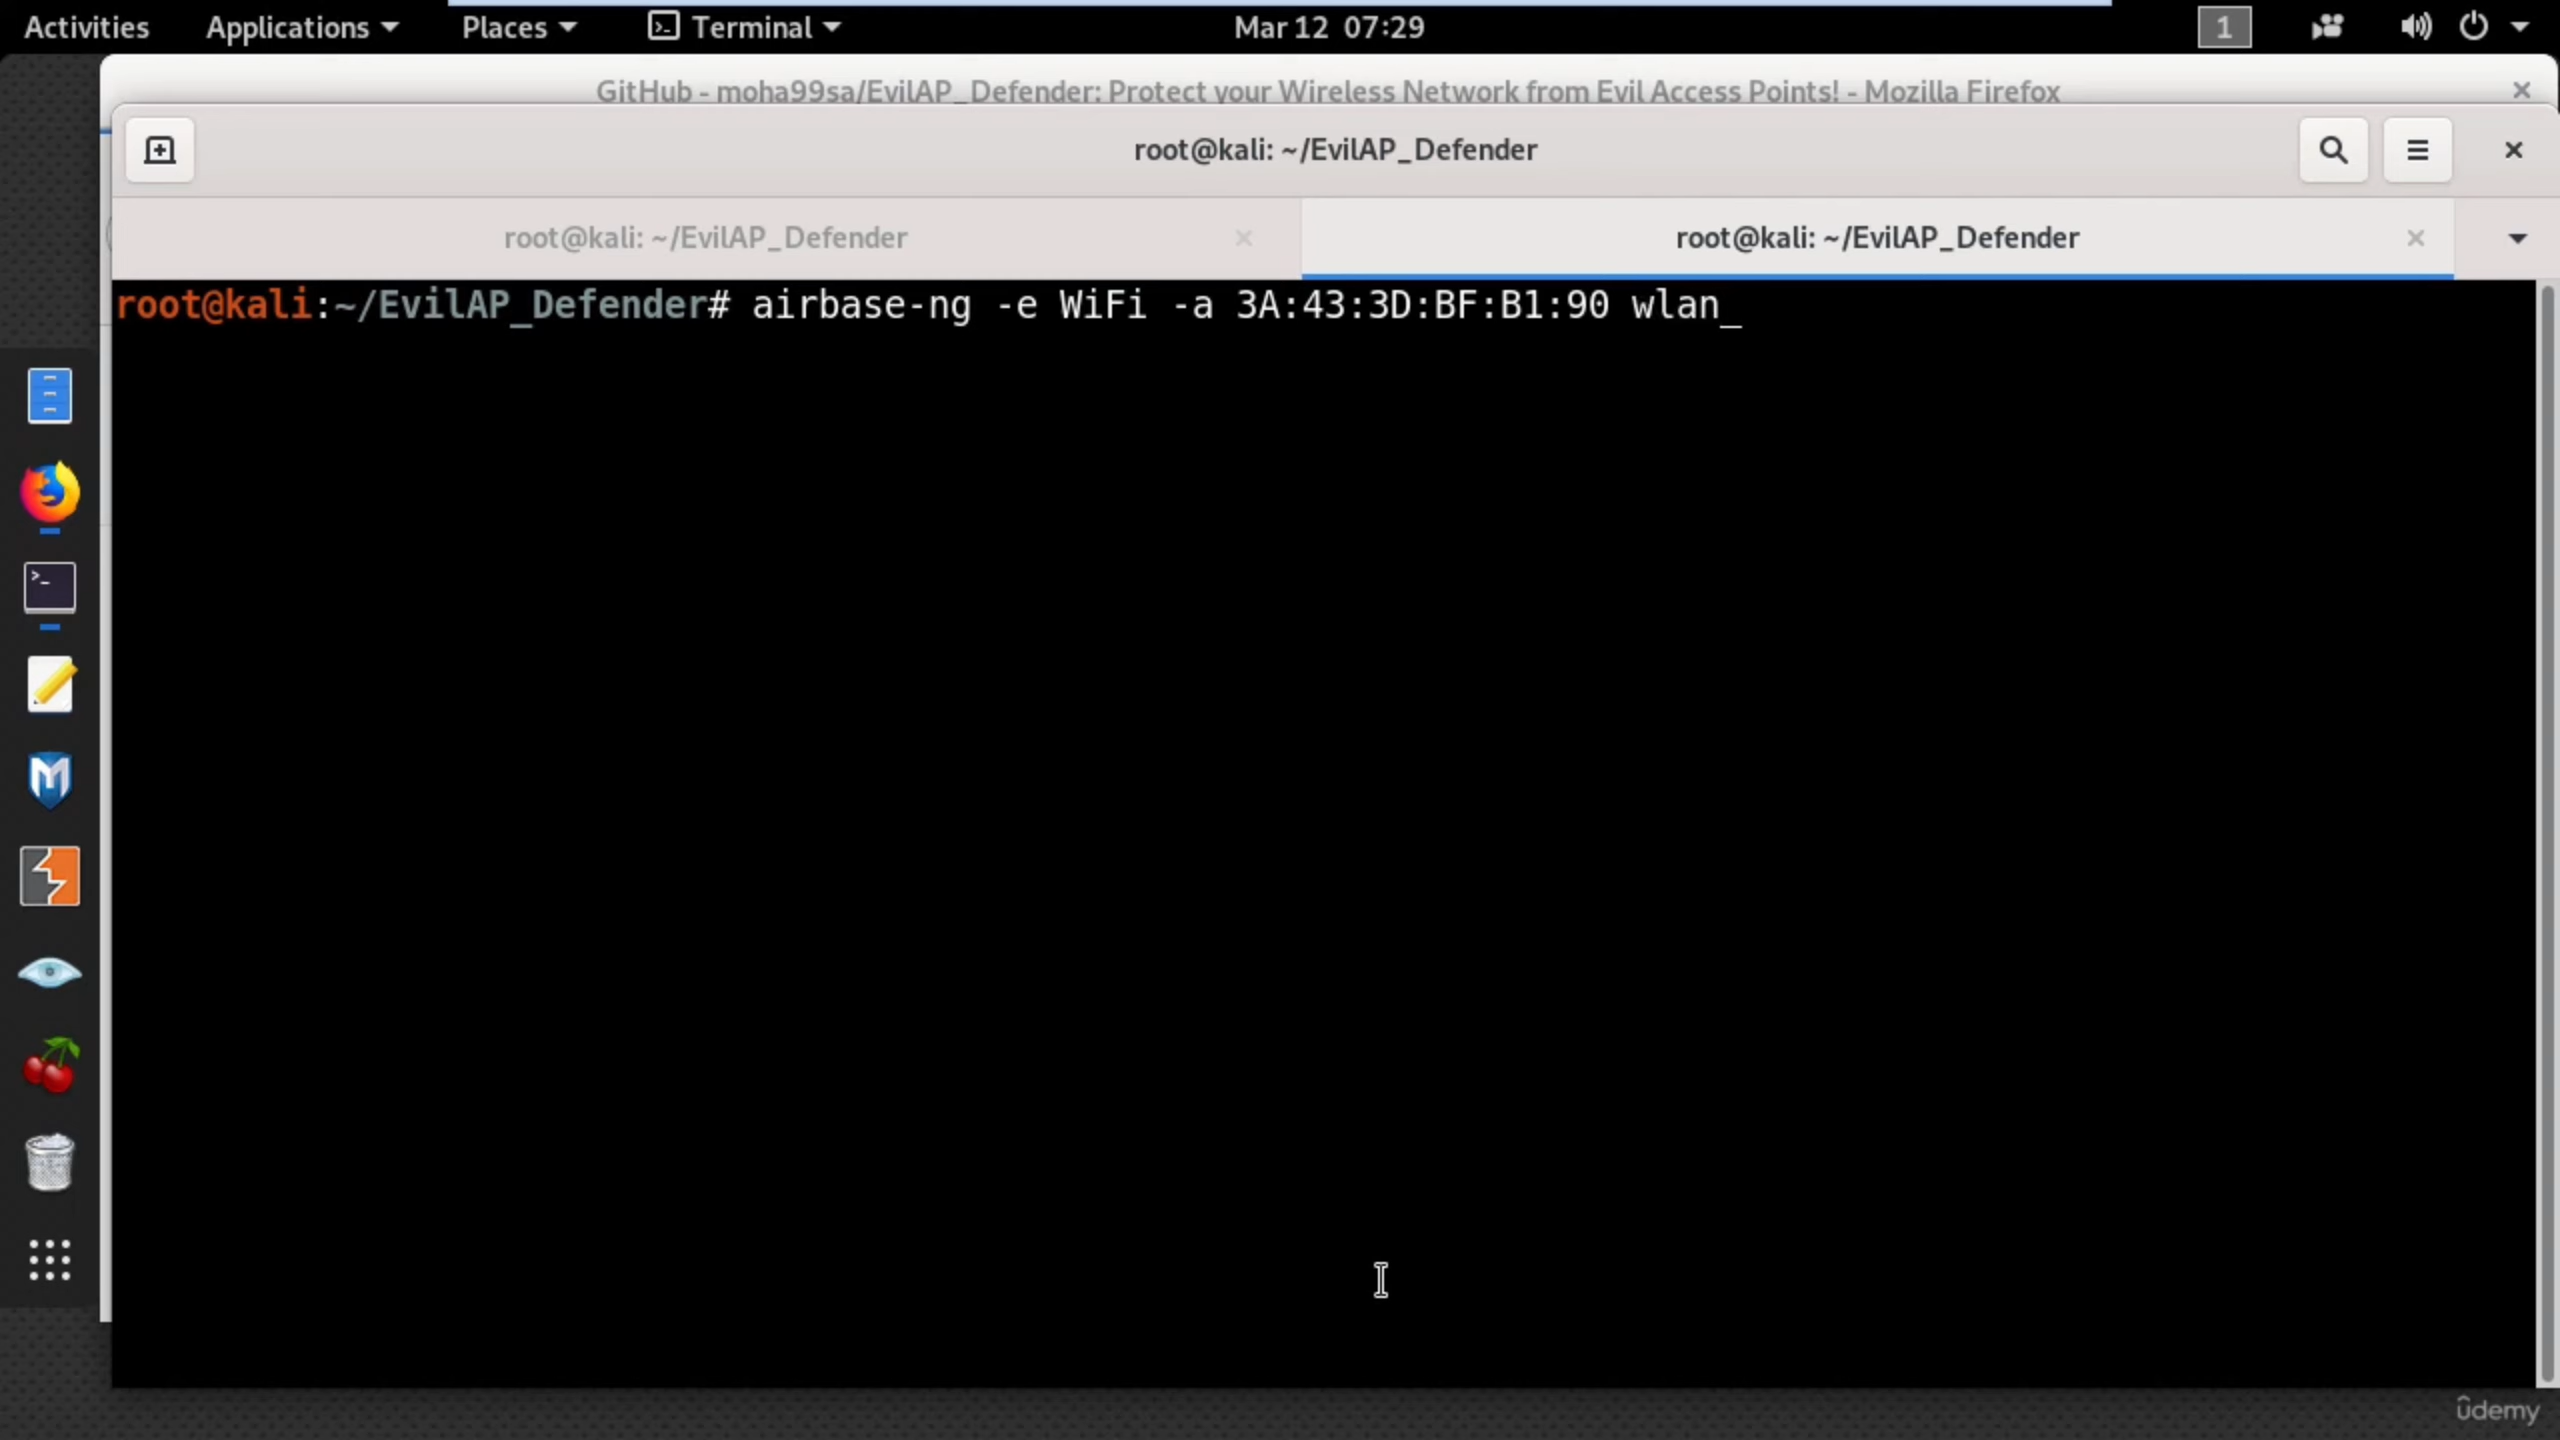 Activities Applications Places Terminal Mar 12 07:29 1
GitHub - moha99sa/EvilAP_Defender: Protect your Wireless Network from Evil Access Points! - Mozilla Firefox
root@kali: ~/EvilAP_Defender
root@kali: ~/EvilAP_Defender root@kali: ~/EvilAP_Defender
root@kali:~/EvilAP_Defender# airbase-ng -e WiFi -a 3A:43:3D:BF:B1:90 wlan_
ûdemy